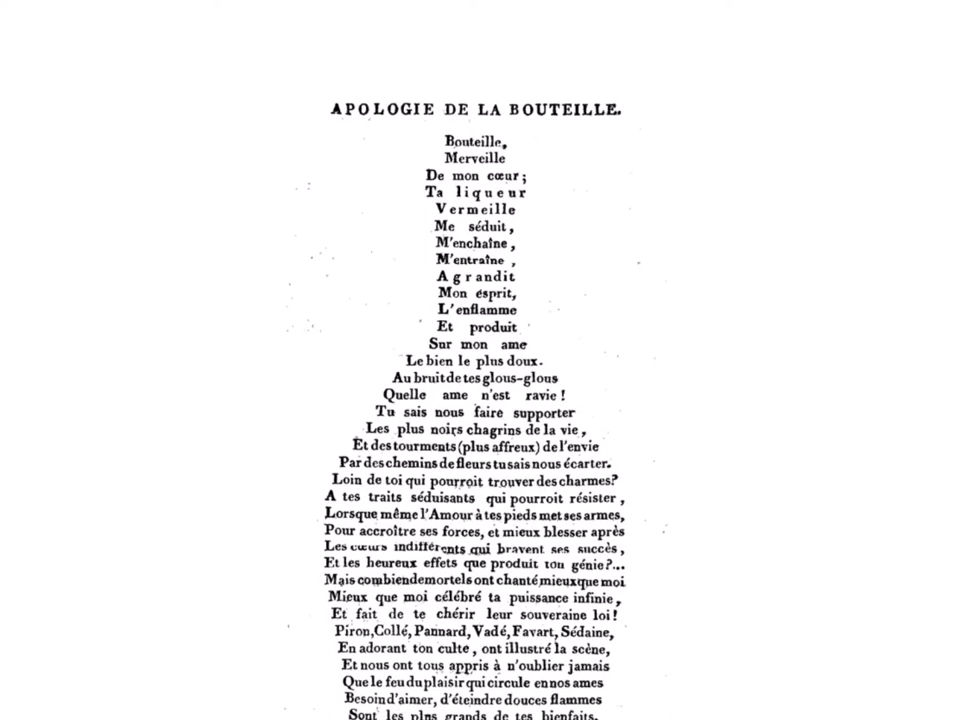 APOLOGIE DE LA BOUTEILLE.
Bouteille,
Merveille
De mon cœur ;
Ta liqueur
Vermeille
Me séduit,
M'enchaîne,
M'entraîne,
Agrandit
Mon esprit,
L'enflamme
Et produit
Sur mon ame
Le bien le plus doux.
Au bruit de tes glous-glous
Quelle ame n'est ravie !
Tu sais nous faire supporter
Les plus noirs chagrins de la vie,
Et des tourments (plus affreux) de l'envie
Par des chemins de fleurs tu sais nous écarter.
Loin de toi qui pourroit trouver des charmes?
A tes traits séduisants qui pourroit résister,
Lorsque même l'Amour à tes pieds met ses armes,
Pour accroître ses forces, et mieux blesser après
Les cœurs indifférents qui bravent ses succès,
Et les heureux effets que produit ton génie?...
Mais combien de mortels ont chanté mieux que moi
Mieux que moi célébré ta puissance infinie,
Et fait de te chérir leur souveraine loi!
Piron, Collé, Pannard, Vadé, Favart, Sédaine,
En adorant ton culte, ont illustré la scène,
Et nous ont tous appris à n'oublier jamais
Que le feu du plaisir qui circule en nos ames
Besoin d'aimer, d'éteindre douces flammes
Sont les plus grands de tes bienfaits.